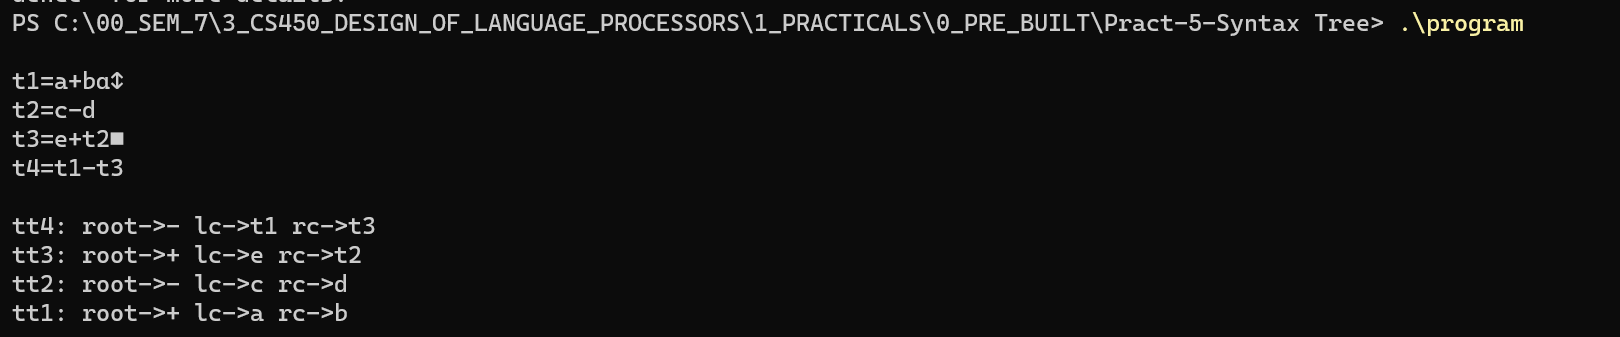 PS C:\00_SEM_7\3_CS450_DESIGN_OF_LANGUAGE_PROCESSORS\1_PRACTICALS\0_PRE_BUILT\Pract-5-Syntax Tree> .\program
t1=a+bα↕
t2=c-d
t3=e+t2■
t4=t1-t3
tt4: root->- lc->t1 rc->t3
tt3: root->+ lc->e rc->t2
tt2: root->- lc->c rc->d
tt1: root->+ lc->a rc->b